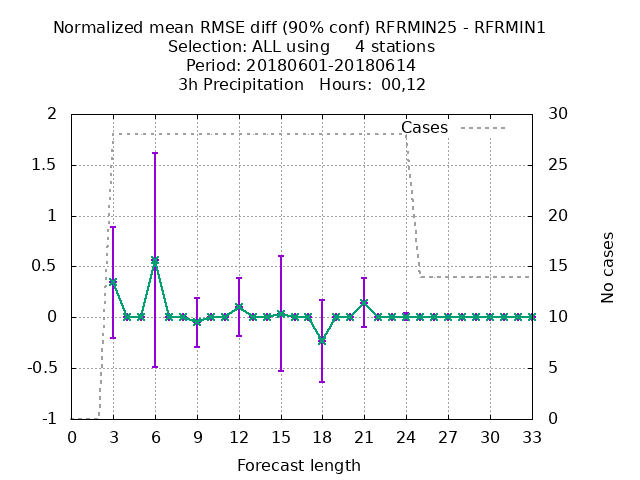 Normalized mean RMSE diff (90% conf) RFRMIN25 - RFRMIN1
Selection: ALL using     4 stations
Period: 20180601-20180614
3h Precipitation   Hours:  00,12
2
1.5
1
0.5
0
-0.5
-1
Cases
30
25
20
15
10
5
0
No cases
0 3 6 9 12 15 18 21 24 27 30 33
Forecast length